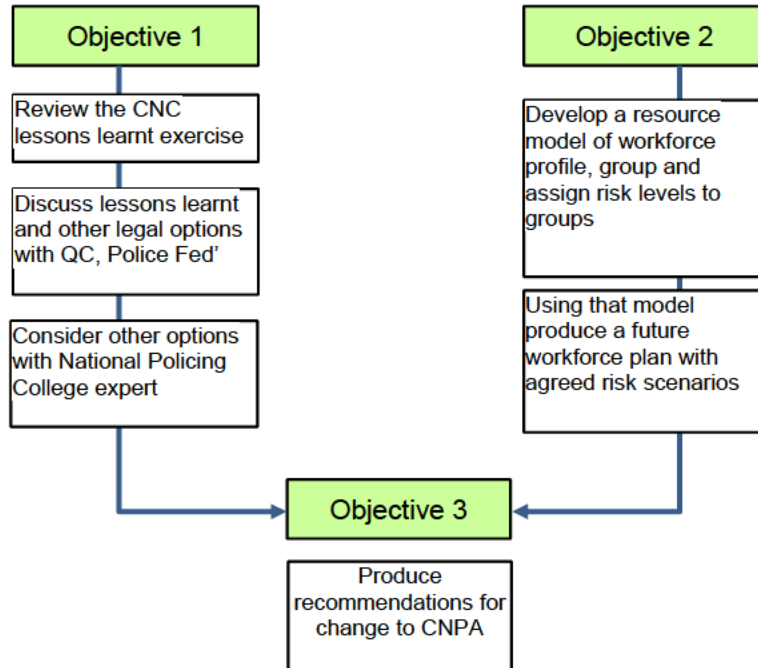 Objective 1
Review the CNC
lessons learnt exercise
Discuss lessons learnt
and other legal options
with QC, Police Fed’
Consider other options
with National Policing
College expert
Objective 2
Develop a resource
model of workforce
profile, group and
assign risk levels to
groups
Using that model
produce a future
workforce plan with
agreed risk scenarios
Objective 3
Produce
recommendations for
change to CNPA